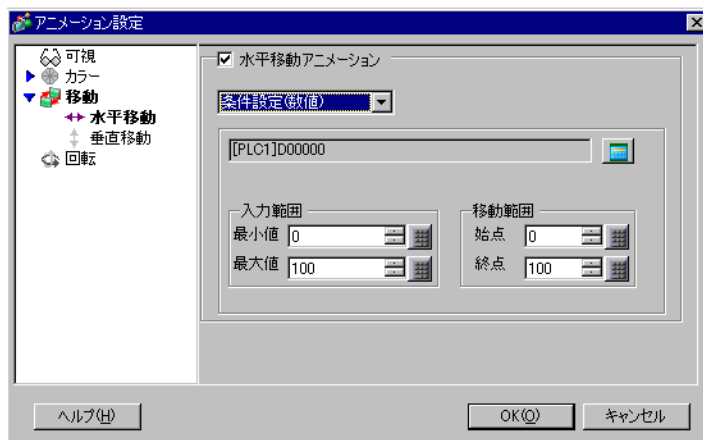 アニメーション設定
可視
カラー
移動
水平移動
垂直移動
回転
水平移動アニメーション
条件設定(数値)
[PLC1]D00000
入力範囲
最小値 0
最大値 100
移動範囲
始点 0
終点 100
ヘルプ(H) OK(O) キャンセル